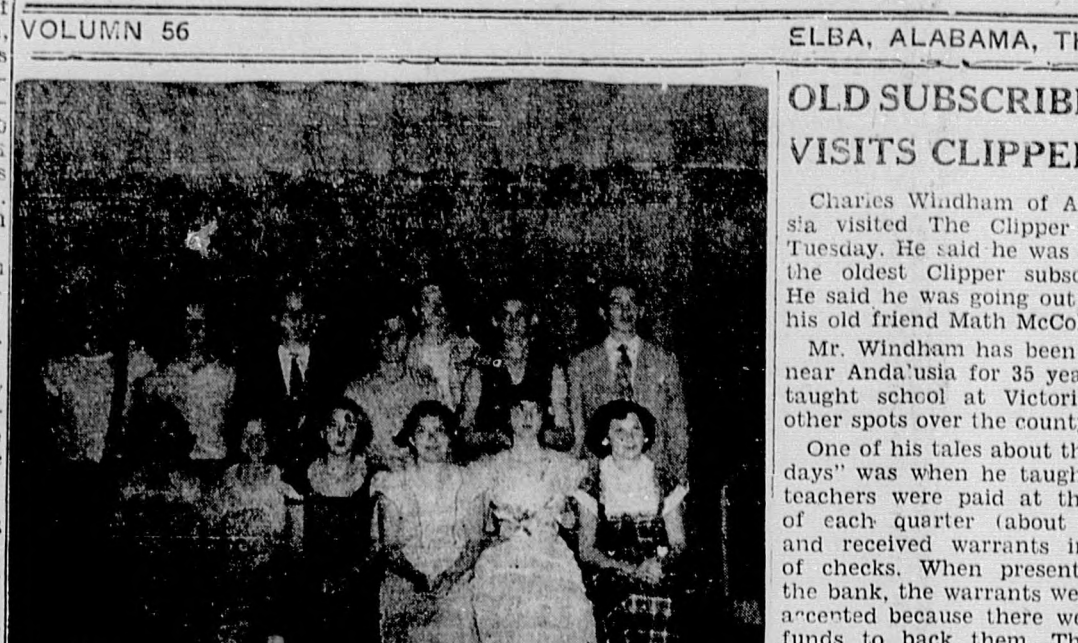 VOLUMN 56
ELBA, ALABAMA, TH
OLD SUBSCRIBE
VISITS CLIPPE
Charles Windham of A
sia visited The Clipper
Tuesday. He said he was
the oldest Clipper subsc
He said he was going out
his old friend Math McCo
Mr. Windham has been
near Andalusia for 35 yea
taught school at Victori
other spots over the count
One of his tales about th
days" was when he taugh
teachers were paid at th
of each quarter (about
and received warrants i
of checks. When present
the bank, the warrants we
accepted because there we
funds to back them. Th